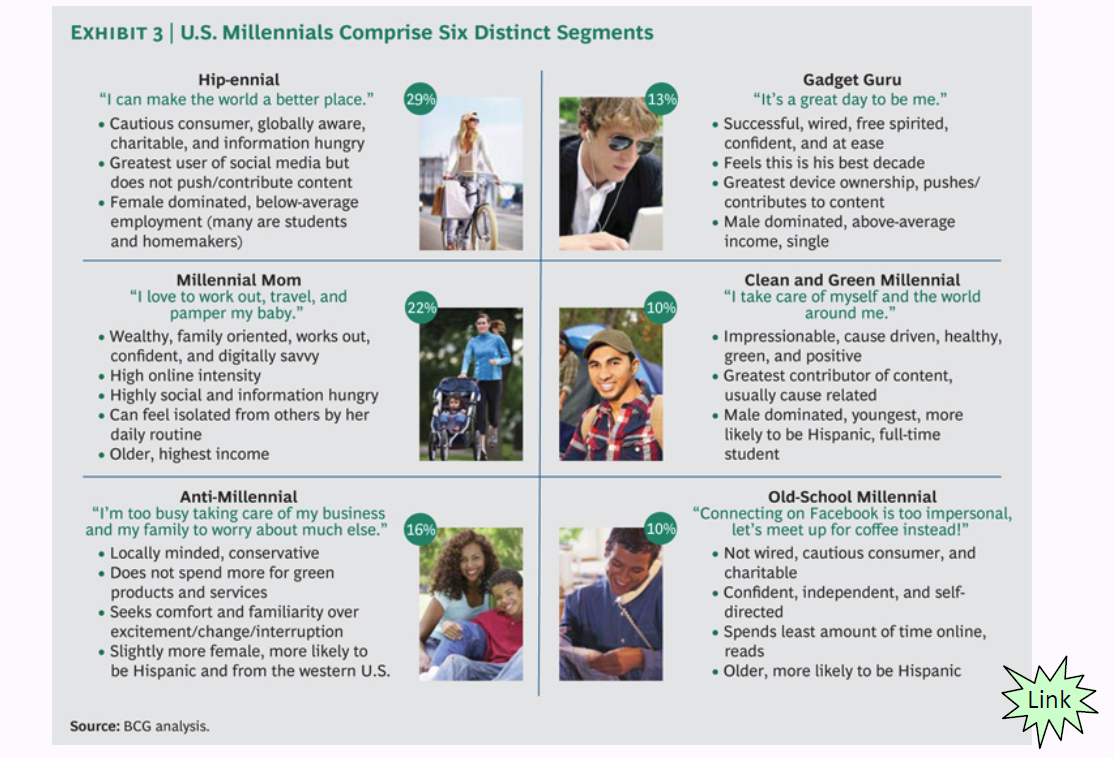 EXHIBIT 3 | U.S. Millennials Comprise Six Distinct Segments
Hip-ennial
“I can make the world a better place.”
• Cautious consumer, globally aware,
charitable, and information hungry
• Greatest user of social media but
does not push/contribute content
• Female dominated, below-average
employment (many are students
and homemakers)
29%
13%
Gadget Guru
“It’s a great day to be me.”
• Successful, wired, free spirited,
confident, and at ease
• Feels this is his best decade
• Greatest device ownership, pushes/
contributes to content
• Male dominated, above-average
income, single
Millennial Mom
“I love to work out, travel, and
pamper my baby.”
• Wealthy, family oriented, works out,
confident, and digitally savvy
• High online intensity
• Highly social and information hungry
• Can feel isolated from others by her
daily routine
• Older, highest income
22%
10%
Clean and Green Millennial
“I take care of myself and the world
around me.”
• Impressionable, cause driven, healthy,
green, and positive
• Greatest contributor of content,
usually cause related
• Male dominated, youngest, more
likely to be Hispanic, full-time
student
Anti-Millennial
“I’m too busy taking care of my business
and my family to worry about much else.”
• Locally minded, conservative
• Does not spend more for green
products and services
• Seeks comfort and familiarity over
excitement/change/interruption
• Slightly more female, more likely to
be Hispanic and from the western U.S.
16%
10%
Old-School Millennial
“Connecting on Facebook is too impersonal,
let’s meet up for coffee instead!”
• Not wired, cautious consumer, and
charitable
• Confident, independent, and self-
directed
• Spends least amount of time online,
reads
• Older, more likely to be Hispanic
Link
Source: BCG analysis.